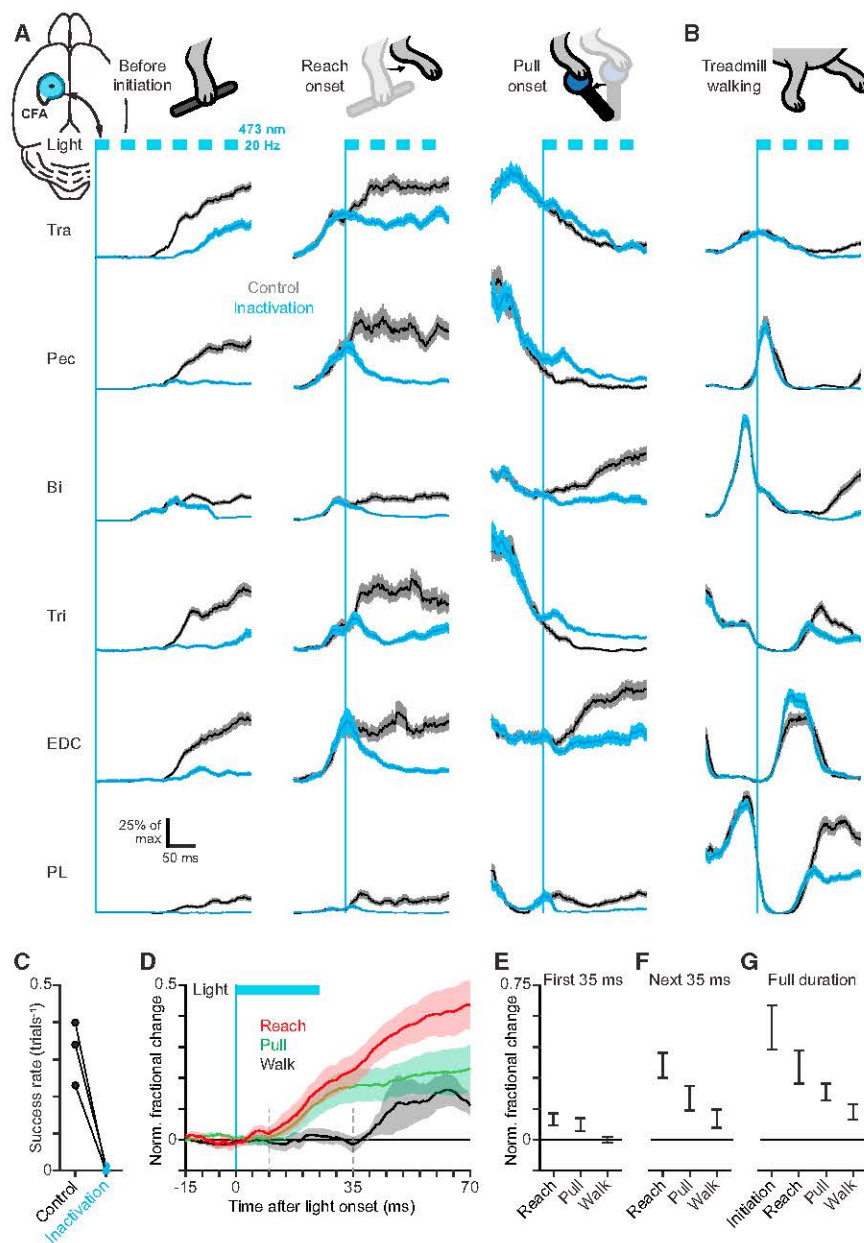 A
B
Before
initiation
Reach
onset
Pull
onset
Treadmill
walking
CFA
Light
473 nm
20 Hz
Tra
Control
Inactivation
Pec
Bi
Tri
EDC
25% of
max
50 ms
PL
C
0.5
Success rate (trials⁻¹)
0
Control
Inactivation
D
0.5
Light
Reach
Pull
Walk
Norm. fractional change
0
-15
0
35
70
Time after light onset (ms)
E
First 35 ms
0.75
Norm. fractional change
0
Reach
Pull
Walk
F
Next 35 ms
Reach
Pull
Walk
G
Full duration
Initiation
Reach
Pull
Walk